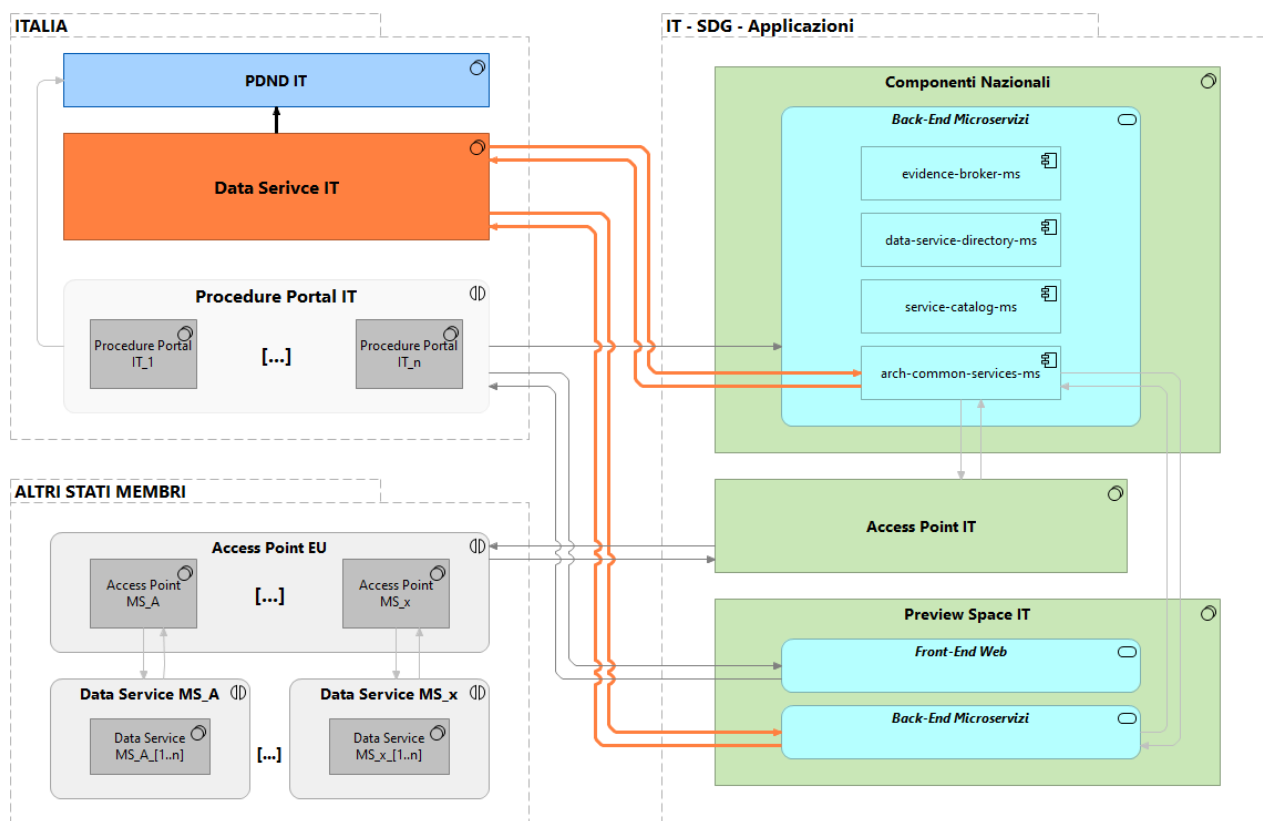 ITALIA
PDND IT
Data Serivce IT
Procedure Portal IT
Procedure Portal
IT_1
[...]
Procedure Portal
IT_n
ALTRI STATI MEMBRI
Access Point EU
Access Point
MS_A
[...]
Access Point
MS_x
Data Service MS_A
Data Service
MS_A_[1..n]
[...]
Data Service MS_x
Data Service
MS_x_[1..n]
IT - SDG - Applicazioni
Componenti Nazionali
Back-End Microservizi
evidence-broker-ms
data-service-directory-ms
service-catalog-ms
arch-common-services-ms
Access Point IT
Preview Space IT
Front-End Web
Back-End Microservizi